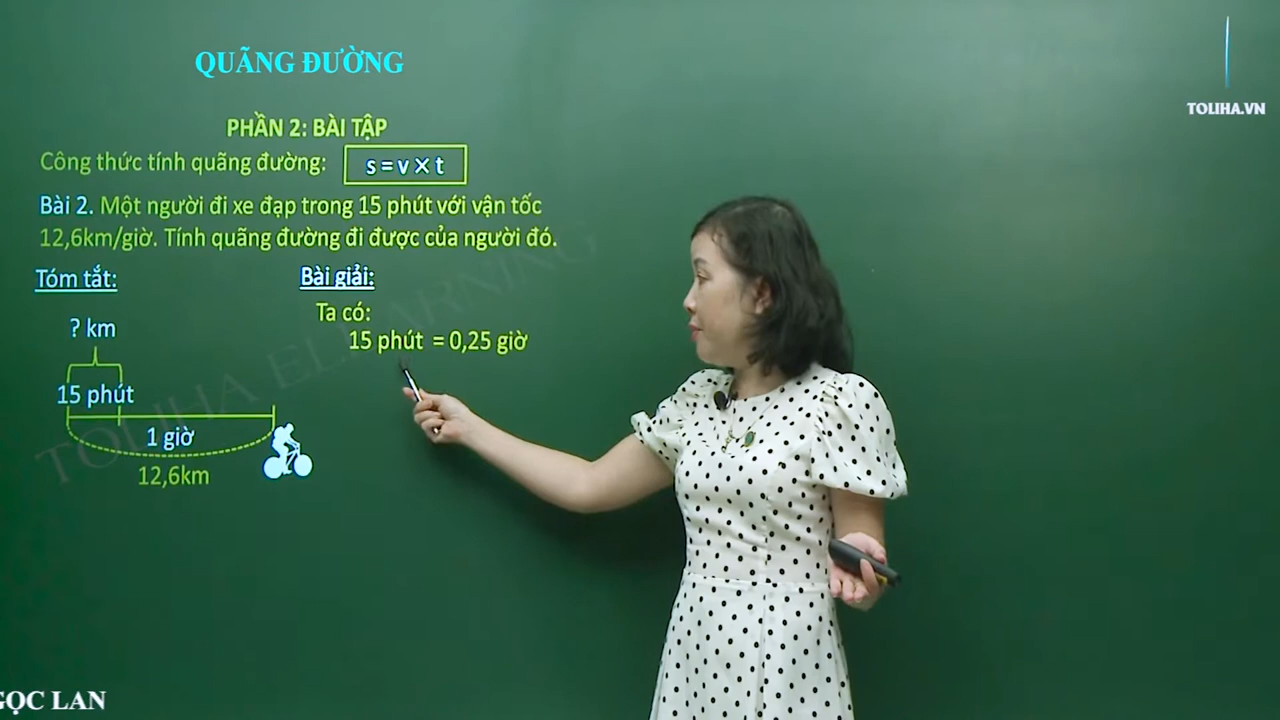 QUÃNG ĐƯỜNG
TOLIHA.VN
PHẦN 2: BÀI TẬP
Công thức tính quãng đường: s = v × t
Bài 2. Một người đi xe đạp trong 15 phút với vận tốc
12,6km/giờ. Tính quãng đường đi được của người đó.
Tóm tắt:
Bài giải:
Ta có:
? km
15 phút = 0,25 giờ
15 phút
1 giờ
12,6km
TOLIHA ELEARNING
GỌC LAN